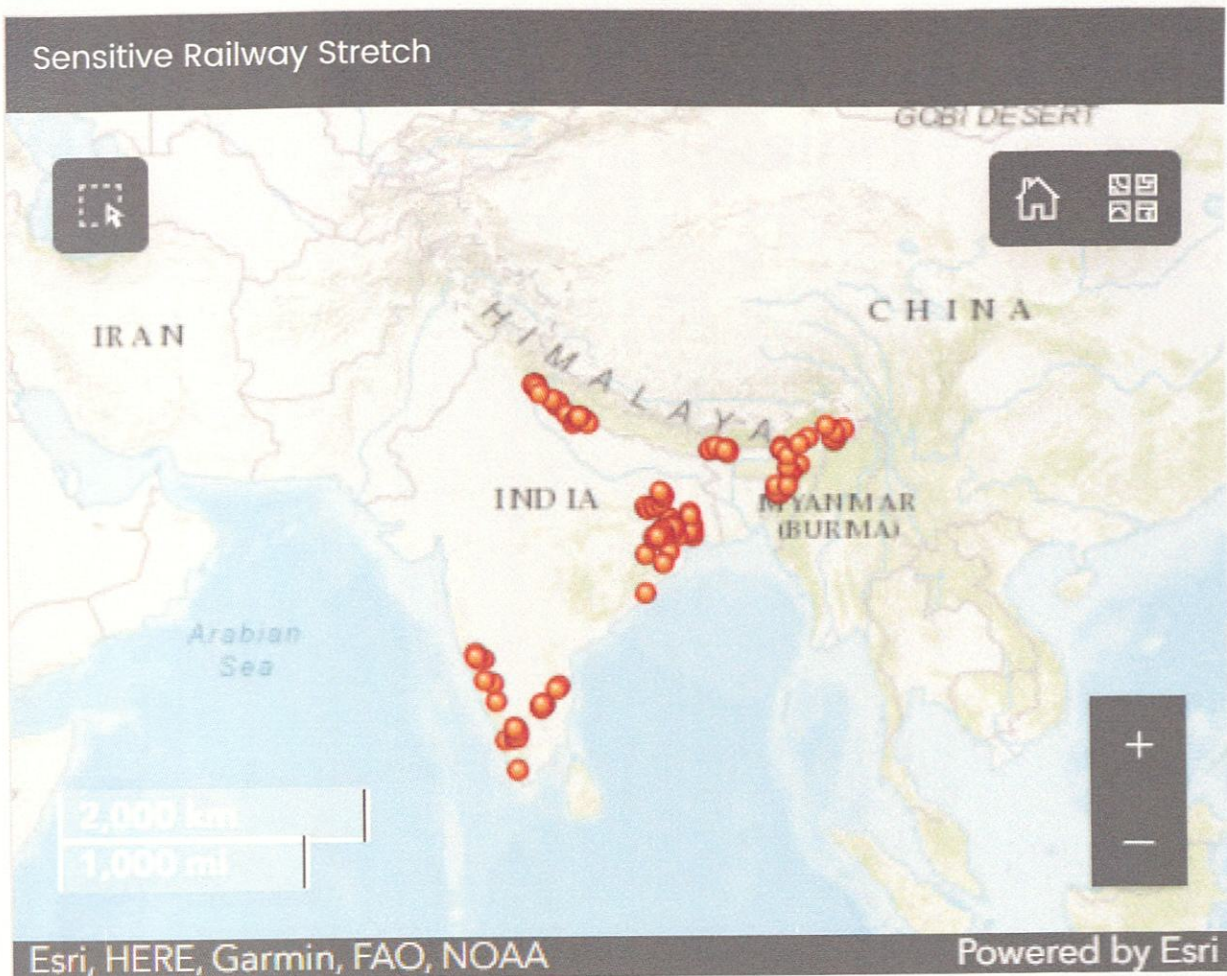 Sensitive Railway Stretch
GOBI DESERT
CHINA
IRAN
HIMALAYA
INDIA
MYANMAR
(BURMA)
Arabian
Sea
2,000 km
1,000 mi
+
–
Esri, HERE, Garmin, FAO, NOAA
Powered by Esri